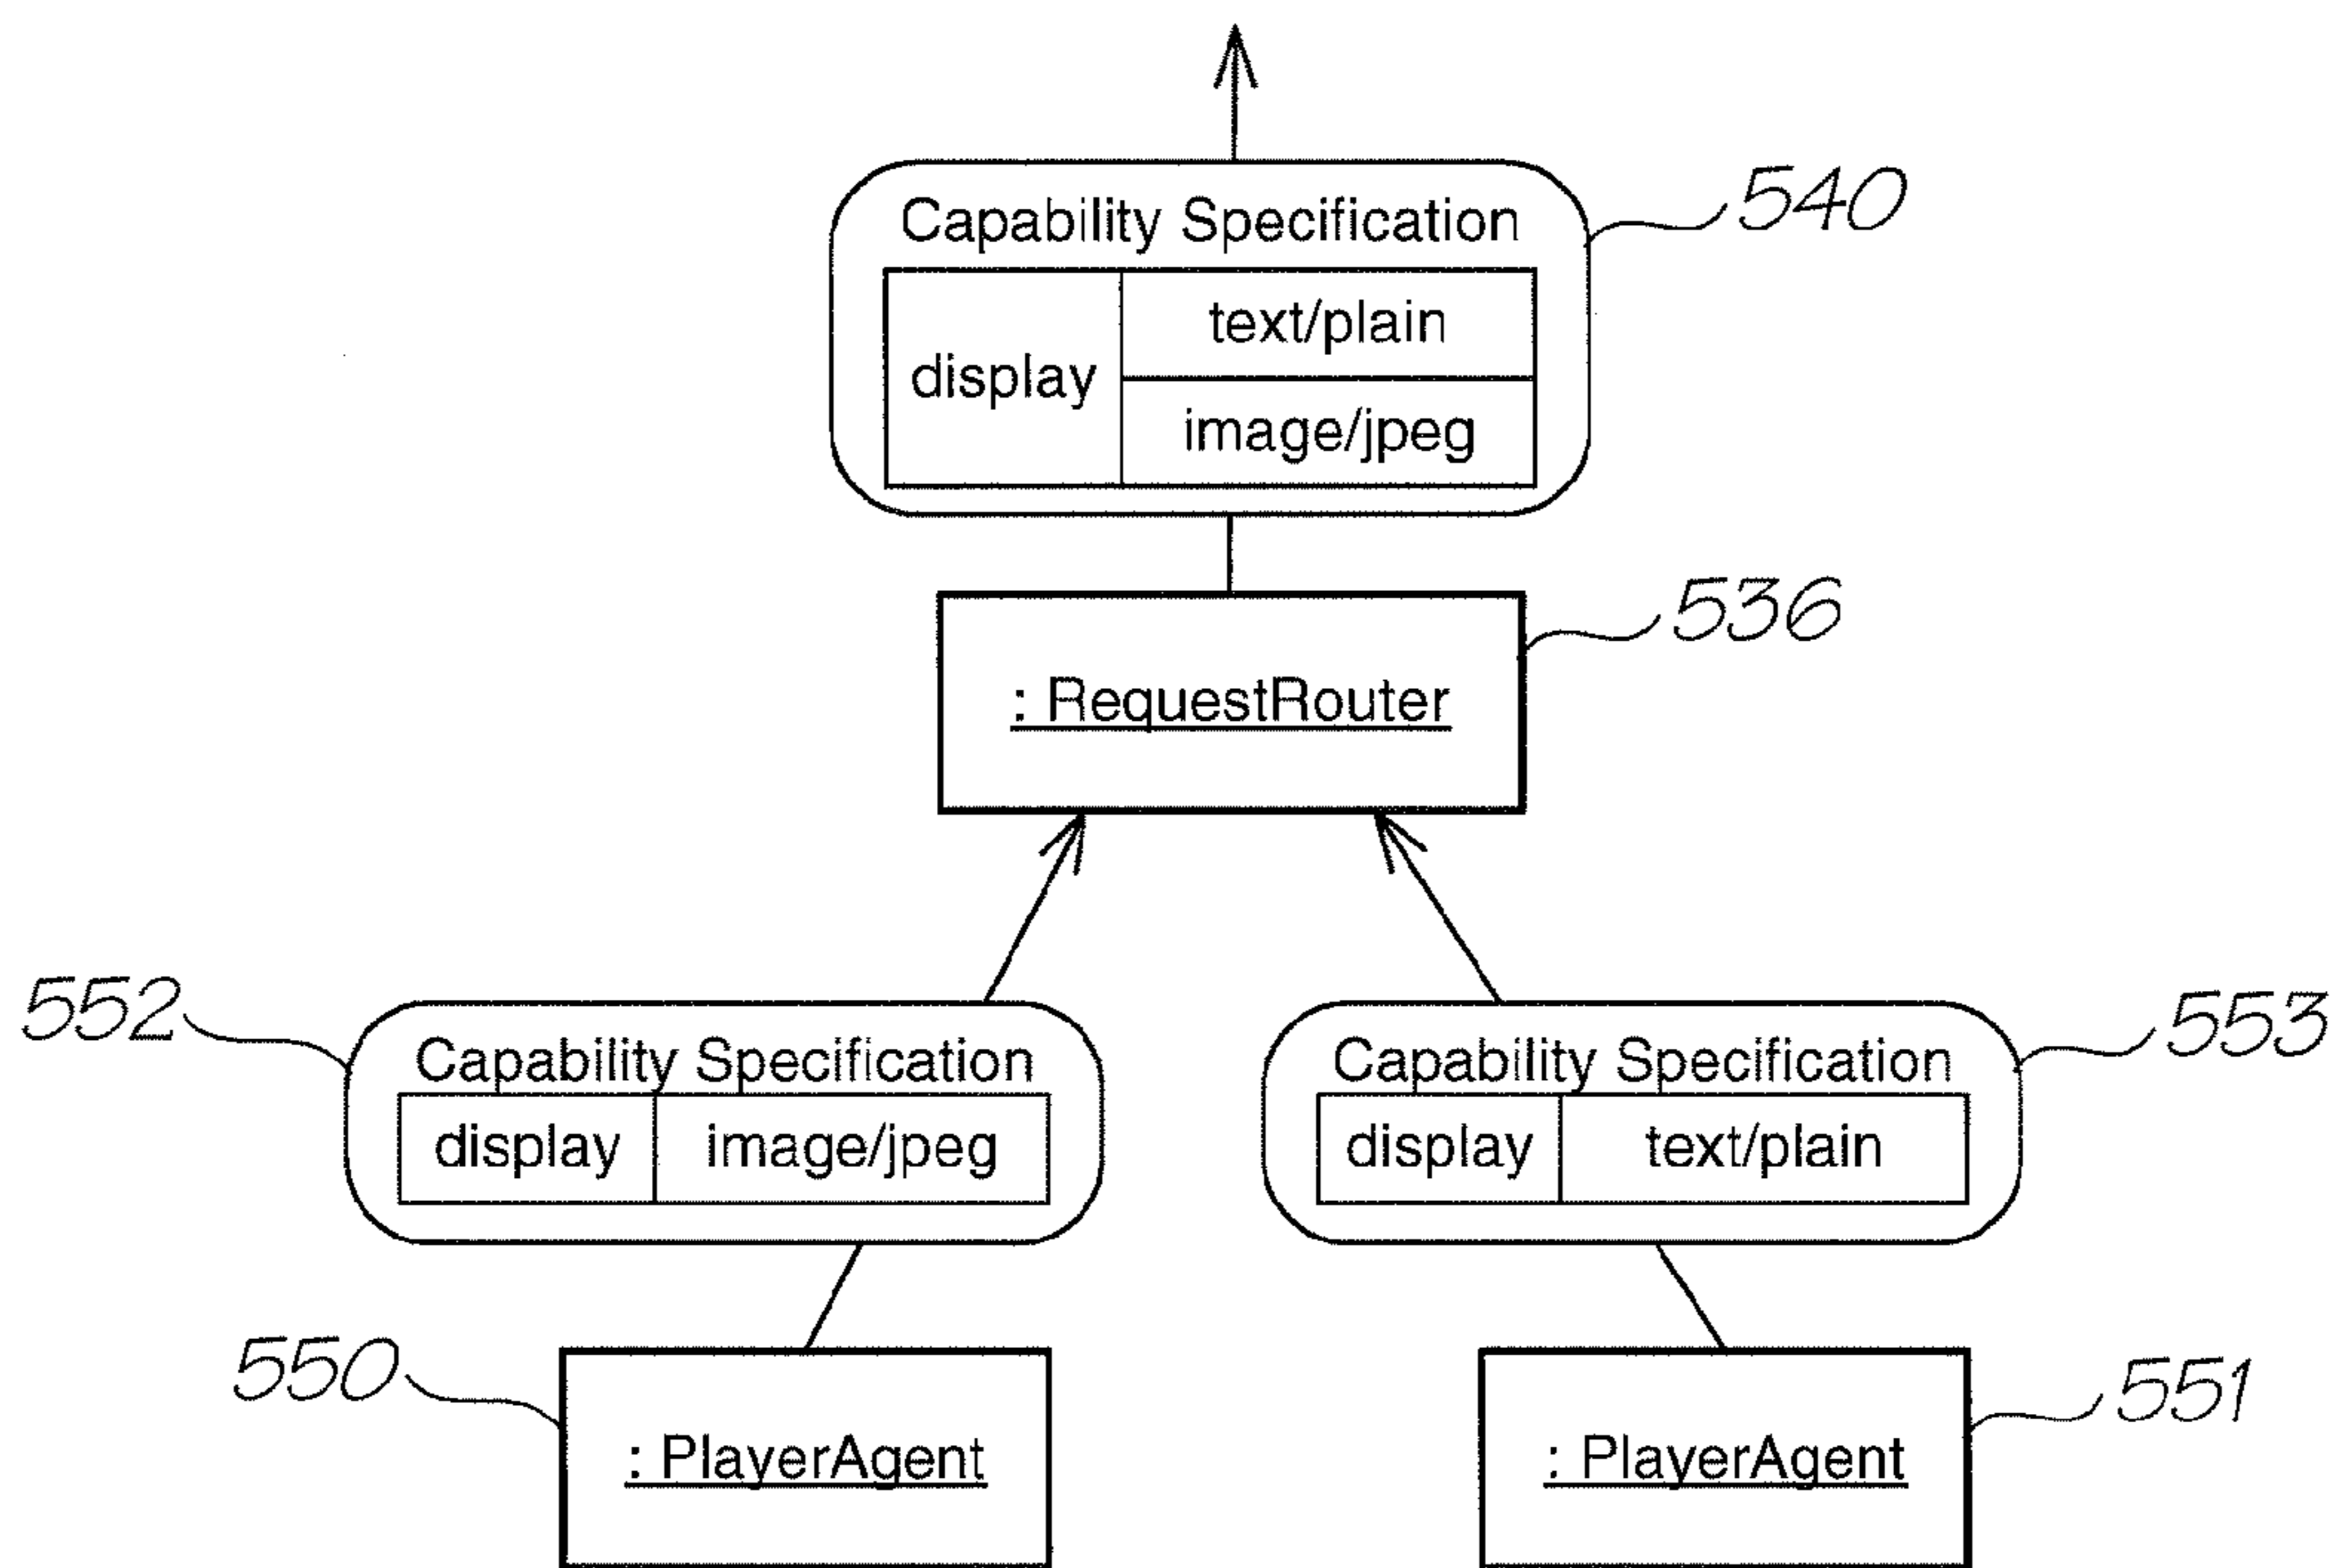 Capability Specification
540
text/plain
display
image/jpeg
536
: RequestRouter
552
Capability Specification
display image/jpeg
Capability Specification
553
display text/plain
550
: PlayerAgent
: PlayerAgent
551